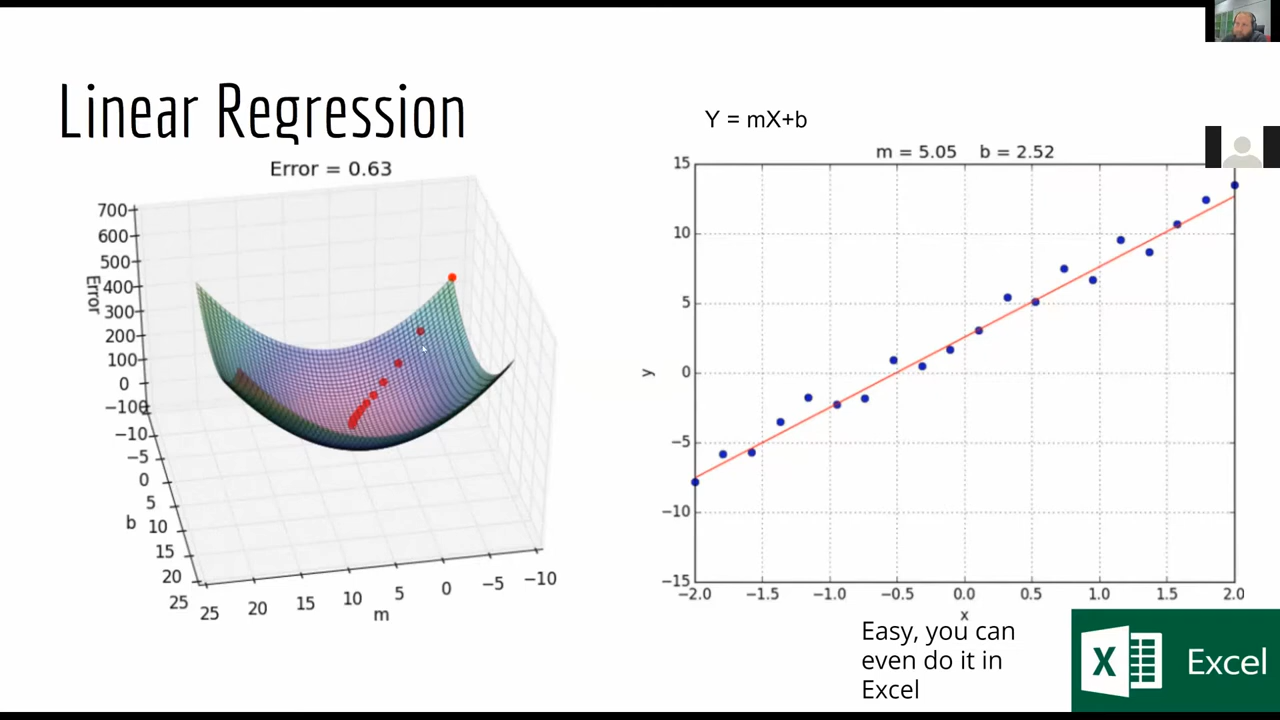 Linear Regression
Error = 0.63
700
600
500
400
300
200
100
0
−100
Error
−10
−5
0
5
10
15
20
25
b
25
20
15
10
5
0
−5
−10
m
Y = mX+b
m = 5.05 b = 2.52
15
10
5
0
−5
−10
−15
y
−2.0
−1.5
−1.0
−0.5
0.0
0.5
1.0
1.5
2.0
x
Easy, you can
even do it in
Excel
X
Excel